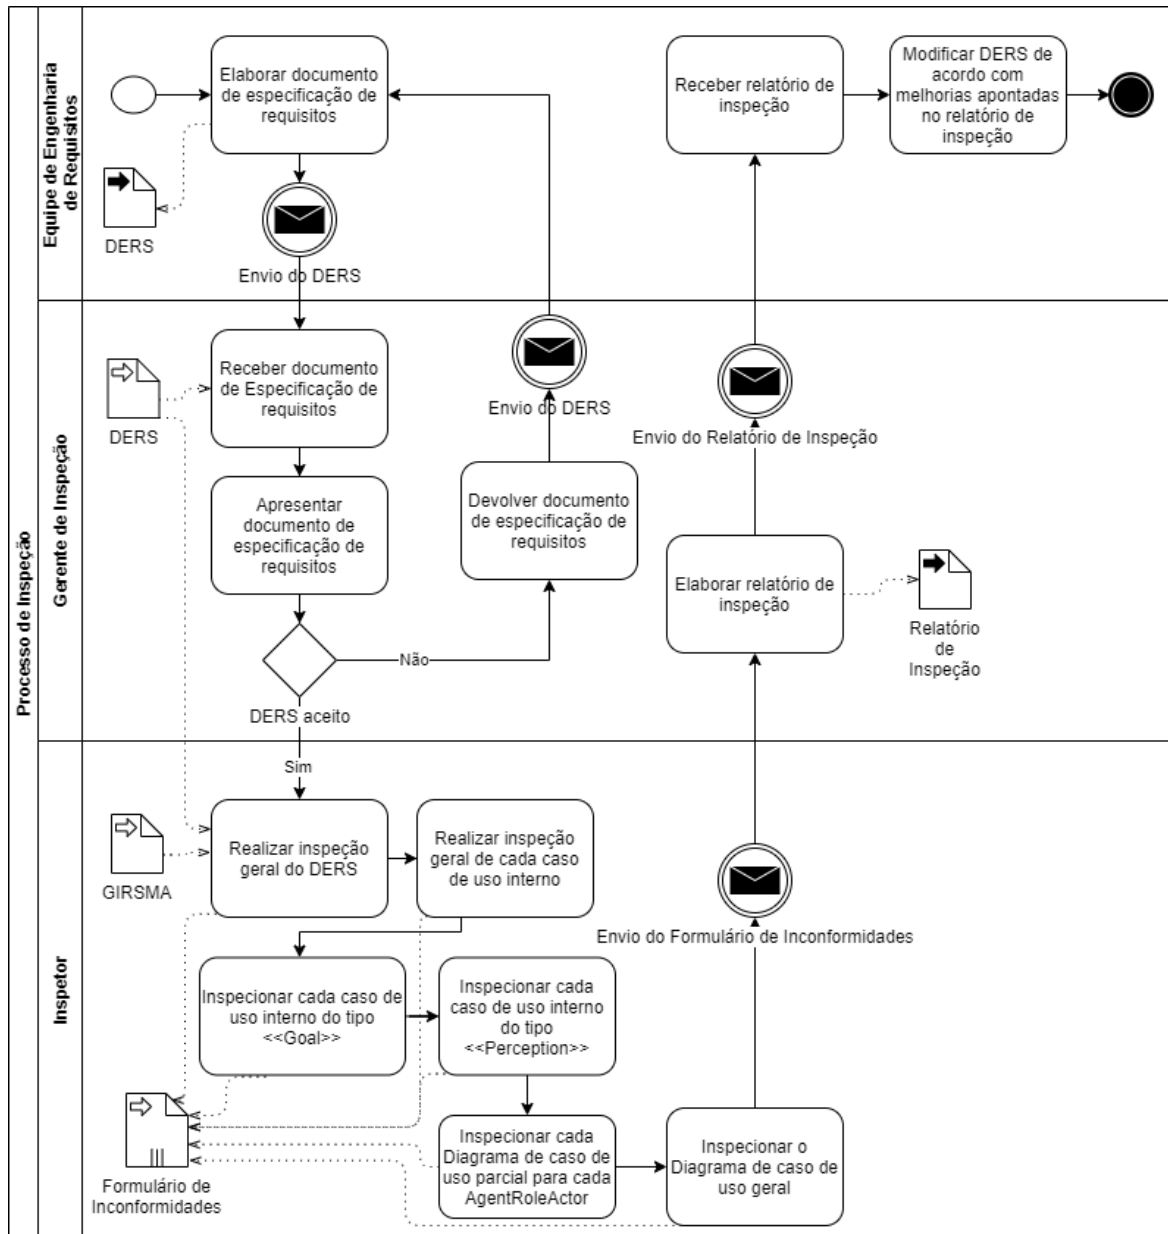 Processo de Inspeção
Equipe de Engenharia
de Requisitos
Elaborar documento
de especificação de
requisitos
DERS
Envio do DERS
Receber relatório de
inspeção
Modificar DERS de
acordo com
melhorias apontadas
no relatório de
inspeção
Gerente de Inspeção
DERS
Receber documento
de Especificação de
requisitos
Apresentar
documento de
especificação de
requisitos
DERS aceito
Não
Sim
Envio do DERS
Devolver documento
de especificação de
requisitos
Envio do Relatório de Inspeção
Elaborar relatório de
inspeção
Relatório
de
Inspeção
Inspetor
GIRSMA
Realizar inspeção
geral do DERS
Realizar inspeção
geral de cada caso
de uso interno
Inspecionar cada caso de
uso interno do tipo
<<Goal>>
Inspecionar cada
caso de uso interno
do tipo
<<Perception>>
Envio do Formulário de Inconformidades
Formulário de
Inconformidades
Inspecionar cada
Diagrama de caso de
uso parcial para cada
AgentRoleActor
Inspecionar o
Diagrama de caso de
uso geral